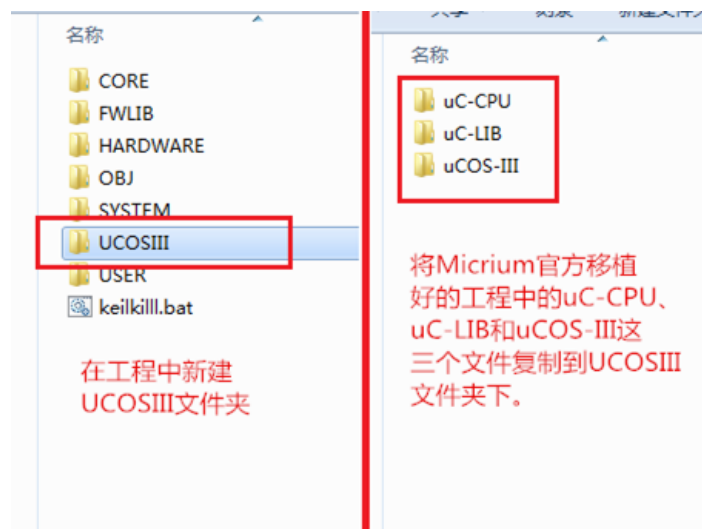 名称
CORE
FWLIB
HARDWARE
OBJ
SYSTEM
UCOSIII
USER
keilkilll.bat
在工程中新建
UCOSIII文件夹
名称
uC-CPU
uC-LIB
uCOS-III
将Micrium官方移植
好的工程中的uC-CPU、
uC-LIB和uCOS-III这
三个文件复制到UCOSIII
文件夹下。